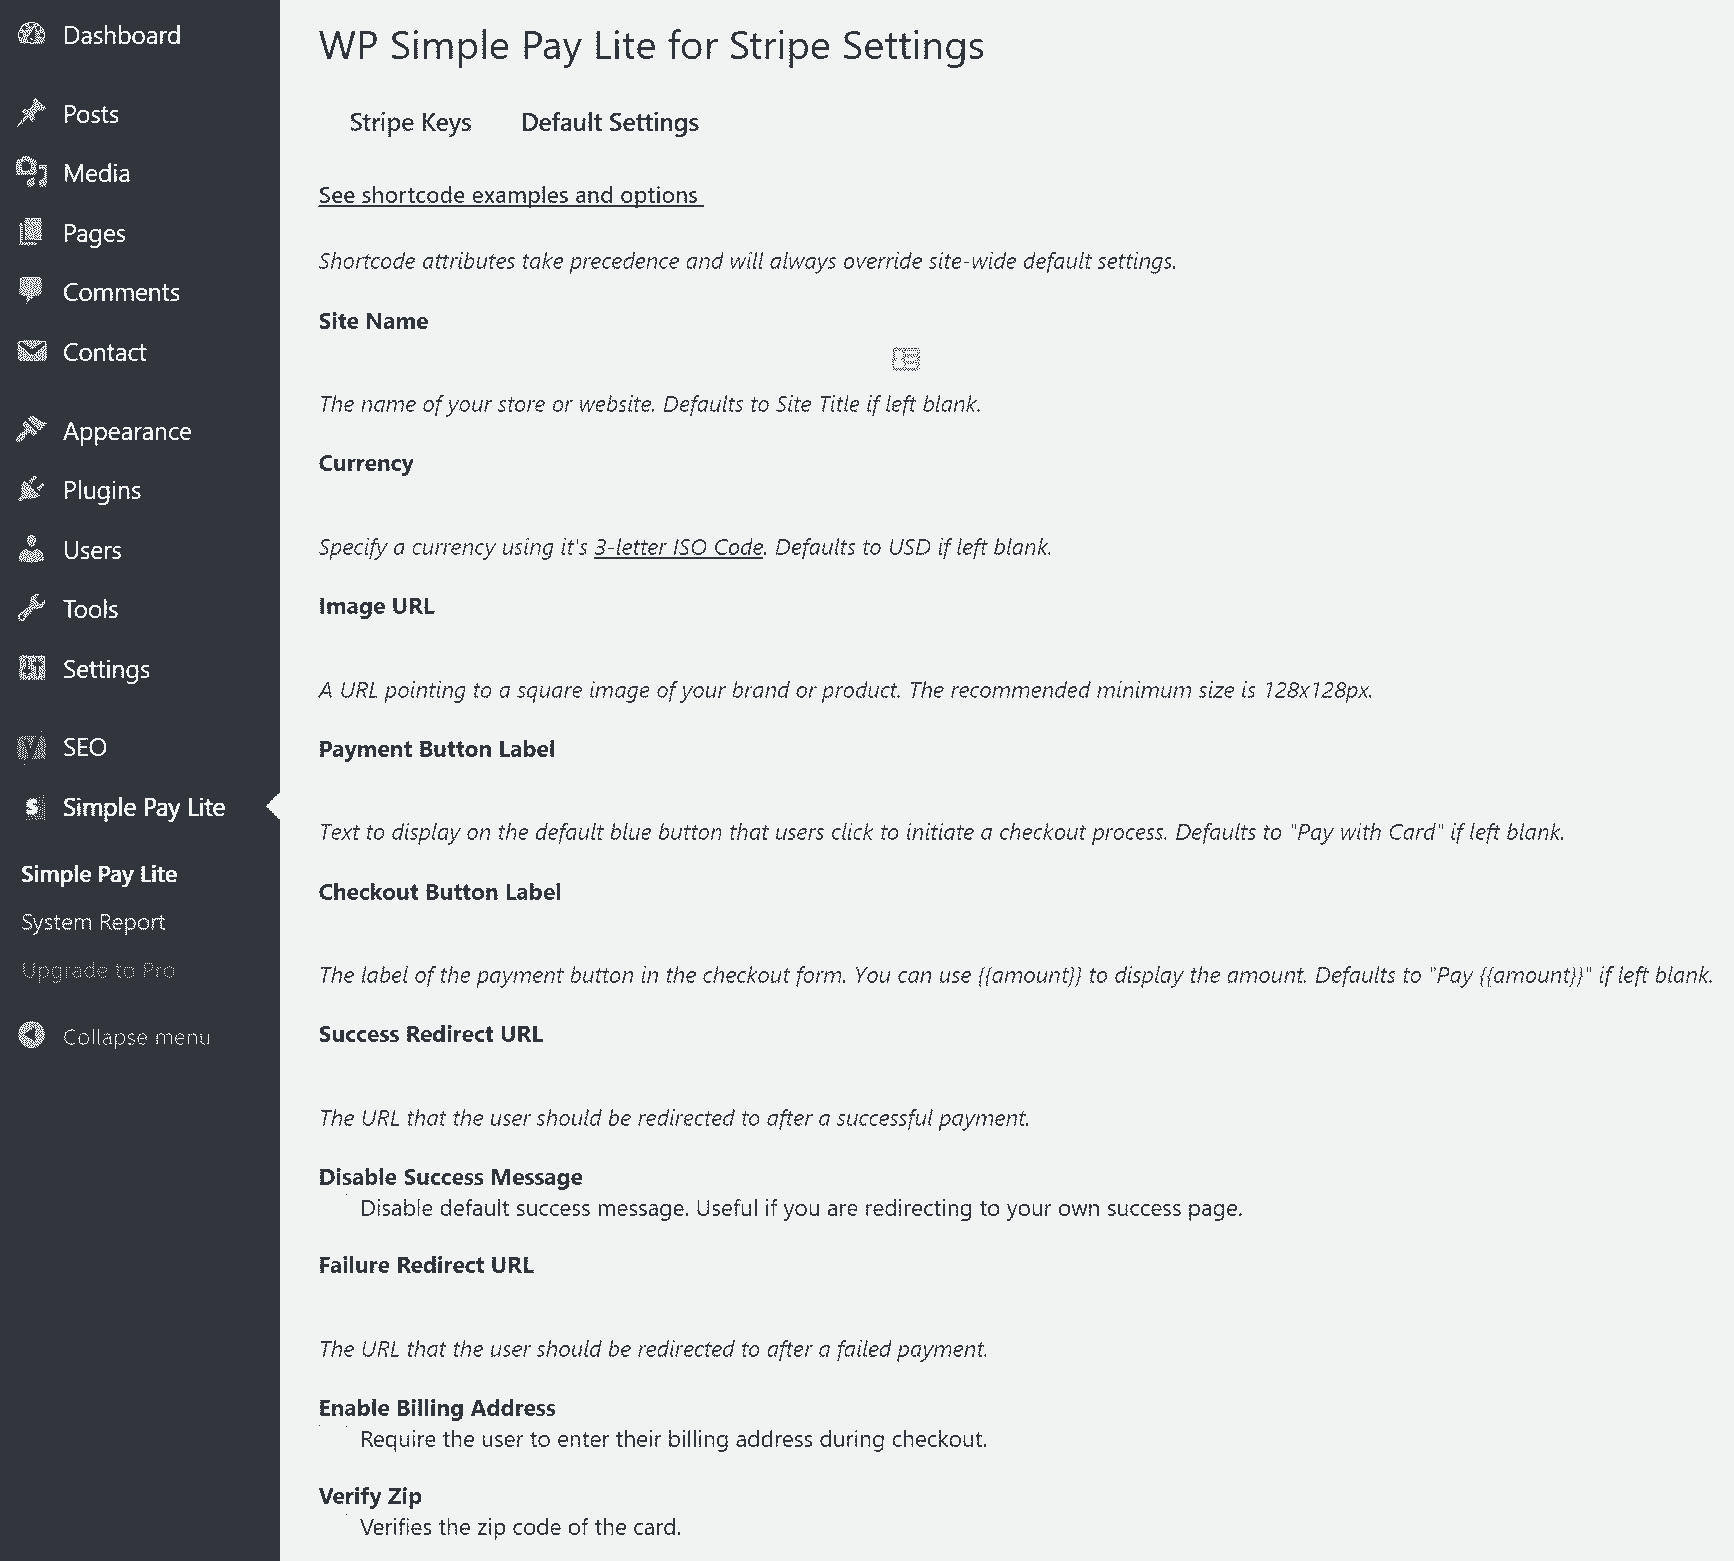 Dashboard
Posts
Media
Pages
Comments
Contact
Appearance
Plugins
Users
Tools
Settings
SEO
Simple Pay Lite
Simple Pay Lite
System Report
Upgrade to Pro
Collapse menu
WP Simple Pay Lite for Stripe Settings
Stripe Keys Default Settings
See shortcode examples and options
Shortcode attributes take precedence and will always override site-wide default settings.
Site Name
The name of your store or website. Defaults to Site Title if left blank.
Currency
Specify a currency using it's 3-letter ISO Code. Defaults to USD if left blank.
Image URL
A URL pointing to a square image of your brand or product. The recommended minimum size is 128x128px.
Payment Button Label
Text to display on the default blue button that users click to initiate a checkout process. Defaults to "Pay with Card" if left blank.
Checkout Button Label
The label of the payment button in the checkout form. You can use {{amount}} to display the amount. Defaults to "Pay {{amount}}" if left blank.
Success Redirect URL
The URL that the user should be redirected to after a successful payment.
Disable Success Message
Disable default success message. Useful if you are redirecting to your own success page.
Failure Redirect URL
The URL that the user should be redirected to after a failed payment.
Enable Billing Address
Require the user to enter their billing address during checkout.
Verify Zip
Verifies the zip code of the card.